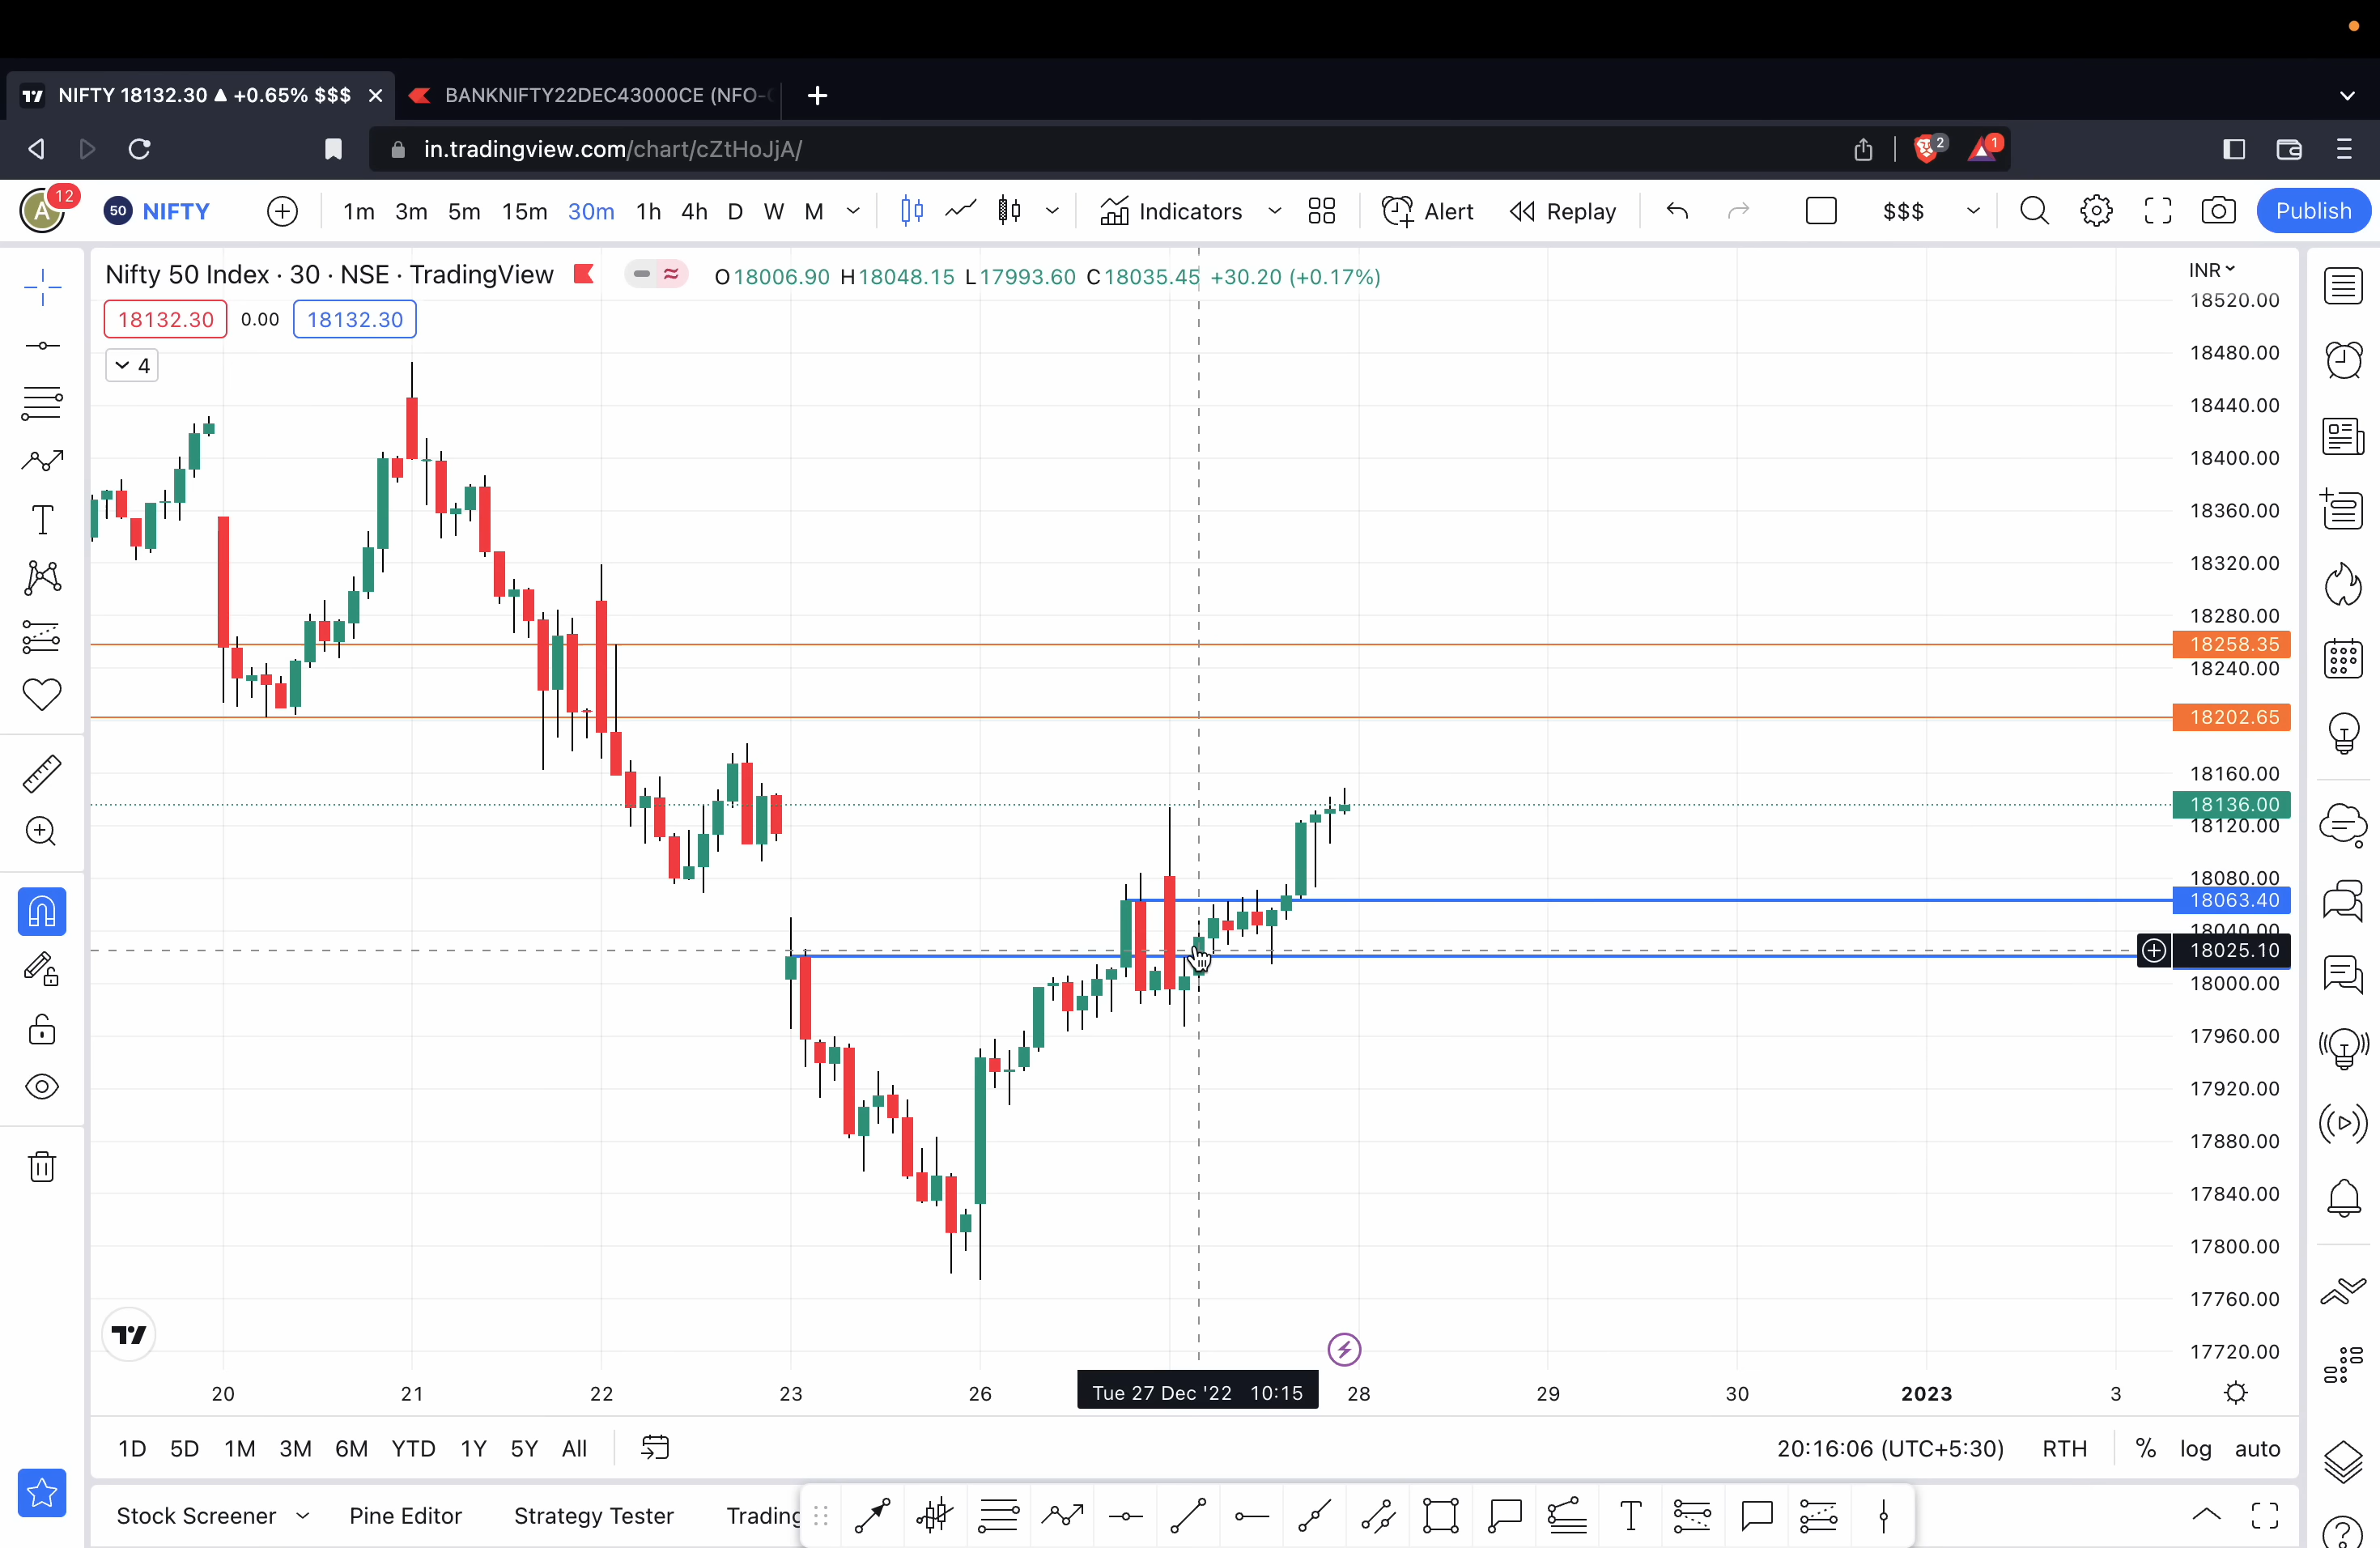 NIFTY 18132.30 ▲ +0.65% $$$
BANKNIFTY22DEC43000CE (NFO-
in.tradingview.com/chart/cZtHoJjA/
2
1
A
12
50 NIFTY
1m 3m 5m 15m 30m 1h 4h D W M
Indicators
Alert
Replay
$$$
Publish
Nifty 50 Index · 30 · NSE · TradingView
O18006.90 H18048.15 L17993.60 C18035.45 +30.20 (+0.17%)
18132.30 0.00 18132.30
4
INR
18520.00
18480.00
18440.00
18400.00
18360.00
18320.00
18280.00
18258.35
18240.00
18202.65
18160.00
18136.00
18120.00
18080.00
18063.40
18040.00
18025.10
18000.00
17960.00
17920.00
17880.00
17840.00
17800.00
17760.00
17720.00
20 21 22 23 26 Tue 27 Dec '22 10:15 28 29 30 2023 3
1D 5D 1M 3M 6M YTD 1Y 5Y All
20:16:06 (UTC+5:30) RTH % log auto
Stock Screener Pine Editor Strategy Tester Trading